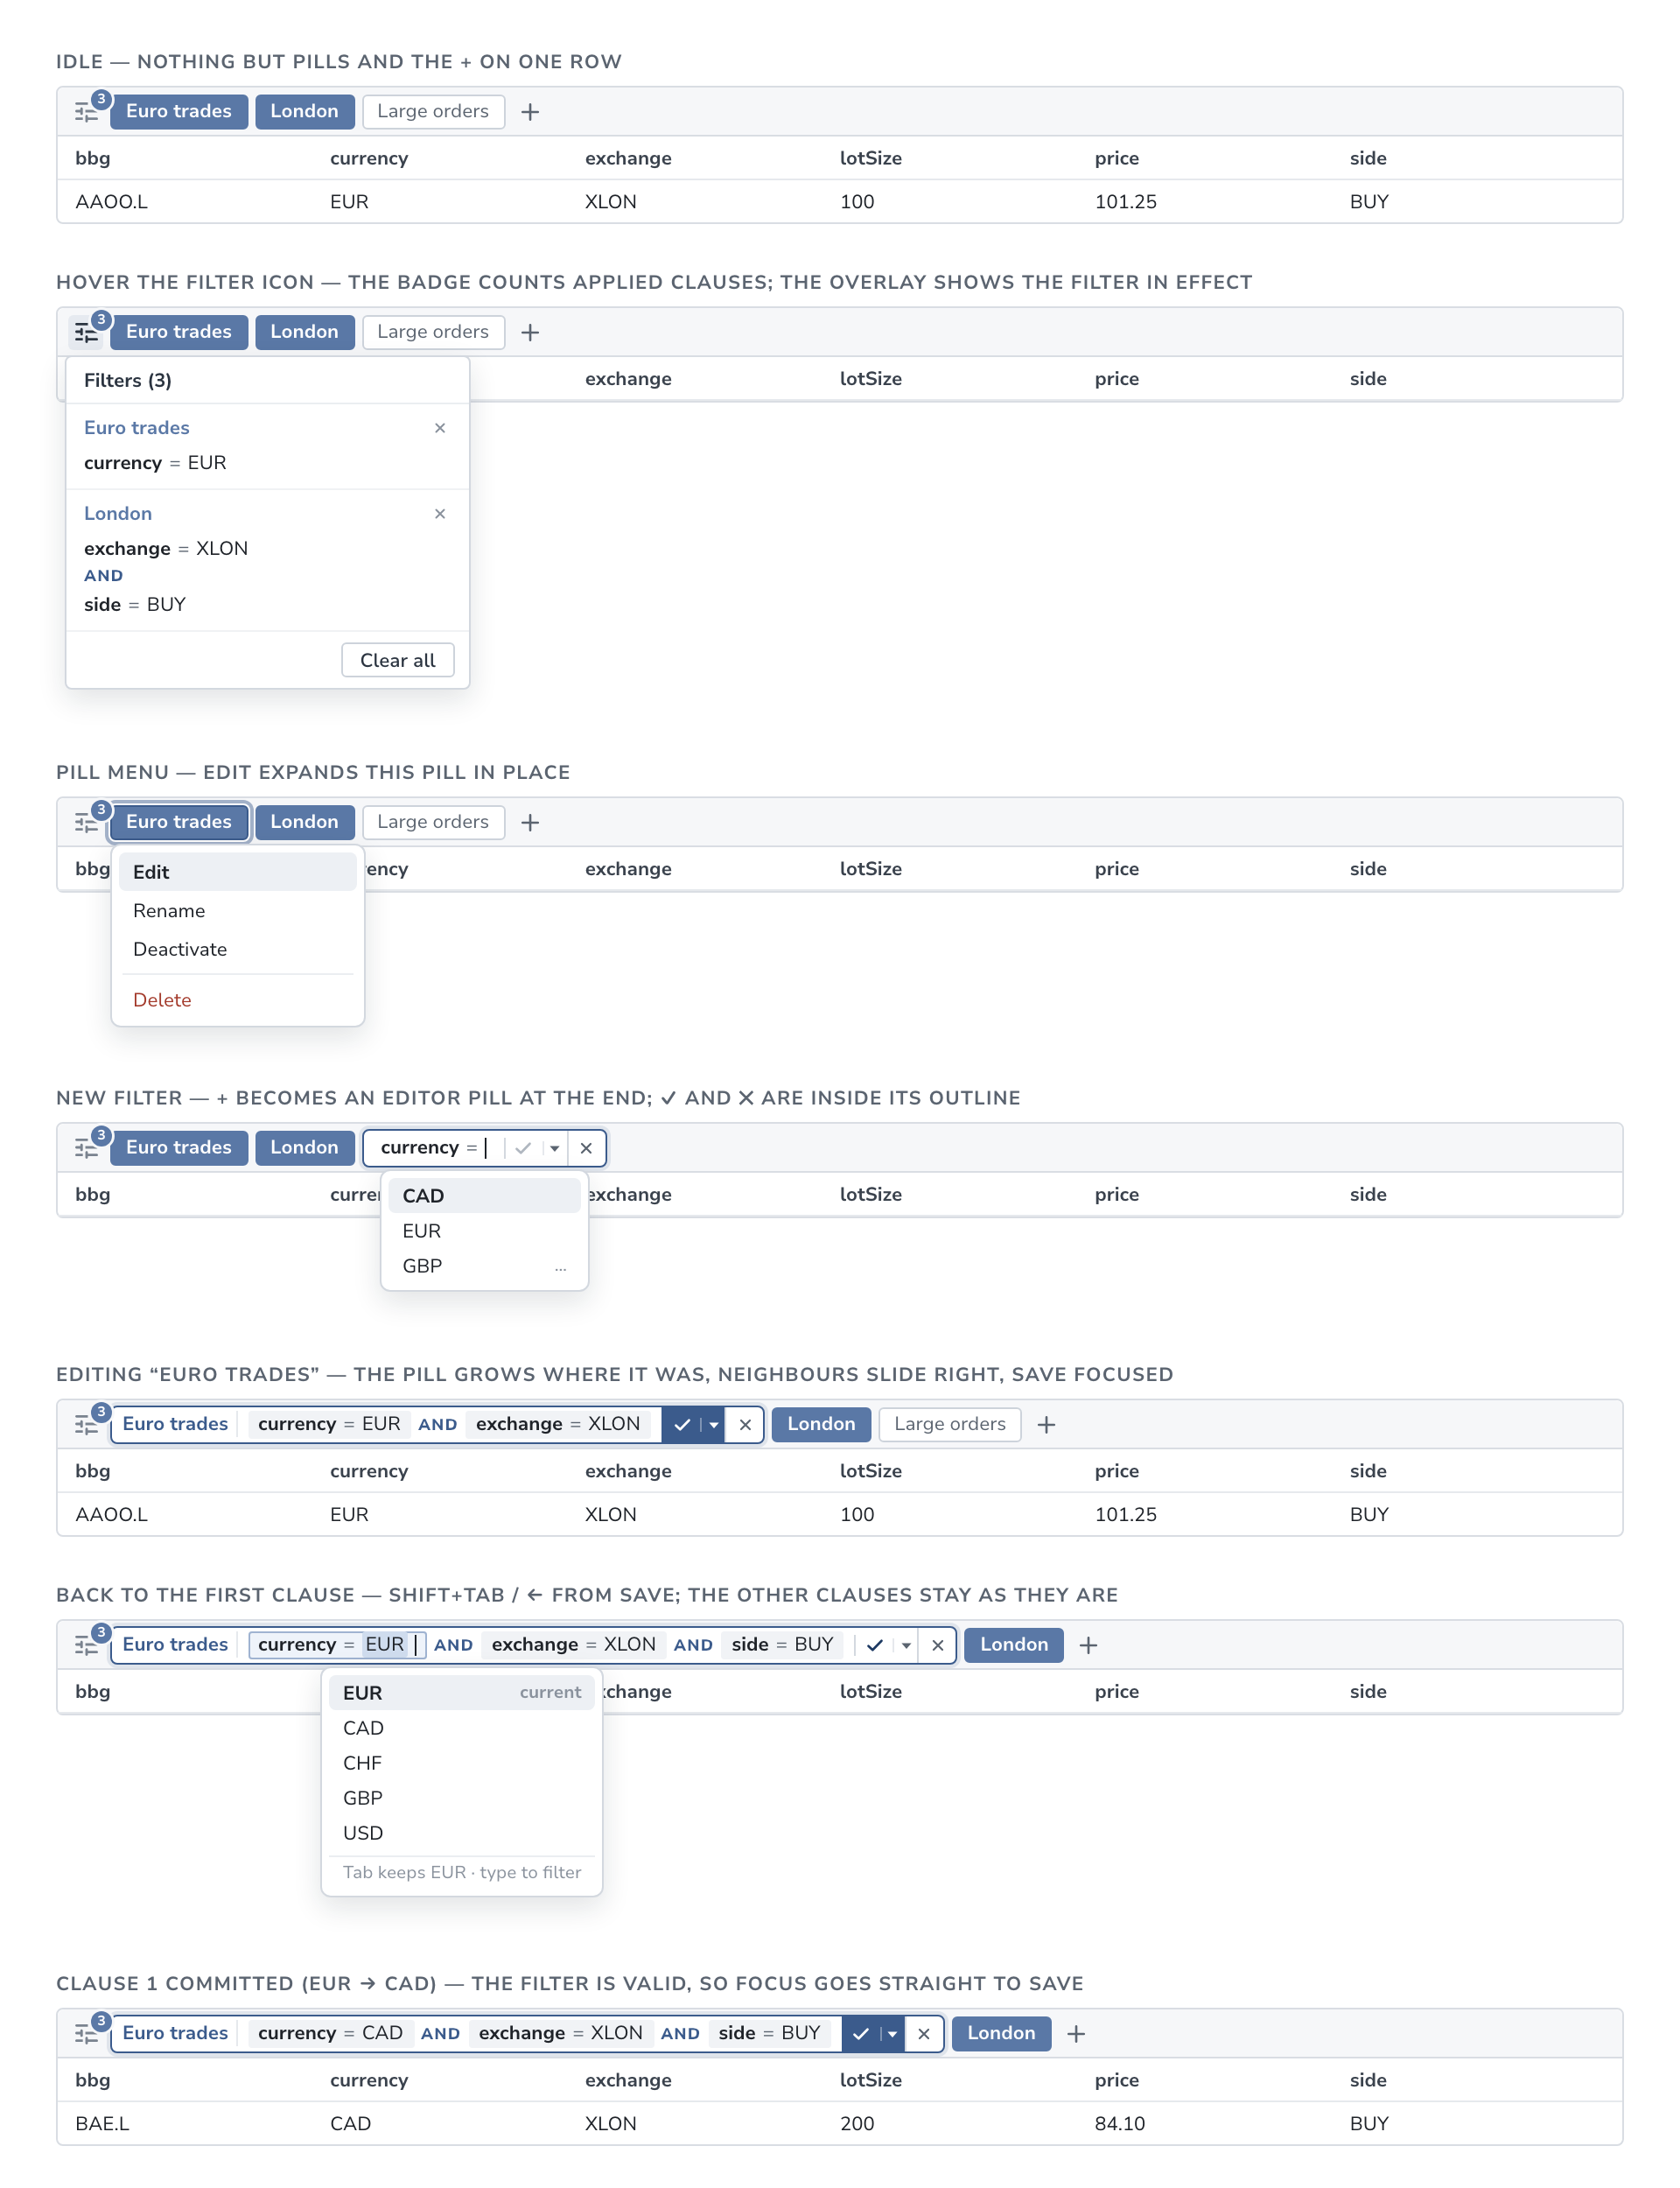 IDLE — NOTHING BUT PILLS AND THE + ON ONE ROW
3 Euro trades London Large orders +
bbg currency exchange lotSize price side
AAOO.L EUR XLON 100 101.25 BUY
HOVER THE FILTER ICON — THE BADGE COUNTS APPLIED CLAUSES; THE OVERLAY SHOWS THE FILTER IN EFFECT
3 Euro trades London Large orders +
exchange lotSize price side
Filters (3)
Euro trades ×
currency = EUR
London ×
exchange = XLON
AND
side = BUY
Clear all
PILL MENU — EDIT EXPANDS THIS PILL IN PLACE
3 Euro trades London Large orders +
bbg rency exchange lotSize price side
Edit
Rename
Deactivate
Delete
NEW FILTER — + BECOMES AN EDITOR PILL AT THE END; ✓ AND ✕ ARE INSIDE ITS OUTLINE
3 Euro trades London currency = ✓ ▾ ×
bbg curre exchange lotSize price side
CAD
EUR
GBP ...
EDITING “EURO TRADES” — THE PILL GROWS WHERE IT WAS, NEIGHBOURS SLIDE RIGHT, SAVE FOCUSED
3 Euro trades currency = EUR AND exchange = XLON ✓ ▾ × London Large orders +
bbg currency exchange lotSize price side
AAOO.L EUR XLON 100 101.25 BUY
BACK TO THE FIRST CLAUSE — SHIFT+TAB / ← FROM SAVE; THE OTHER CLAUSES STAY AS THEY ARE
3 Euro trades currency = EUR AND exchange = XLON AND side = BUY ✓ ▾ × London +
bbg change lotSize price side
EUR current
CAD
CHF
GBP
USD
Tab keeps EUR · type to filter
CLAUSE 1 COMMITTED (EUR → CAD) — THE FILTER IS VALID, SO FOCUS GOES STRAIGHT TO SAVE
3 Euro trades currency = CAD AND exchange = XLON AND side = BUY ✓ ▾ × London +
bbg currency exchange lotSize price side
BAE.L CAD XLON 200 84.10 BUY